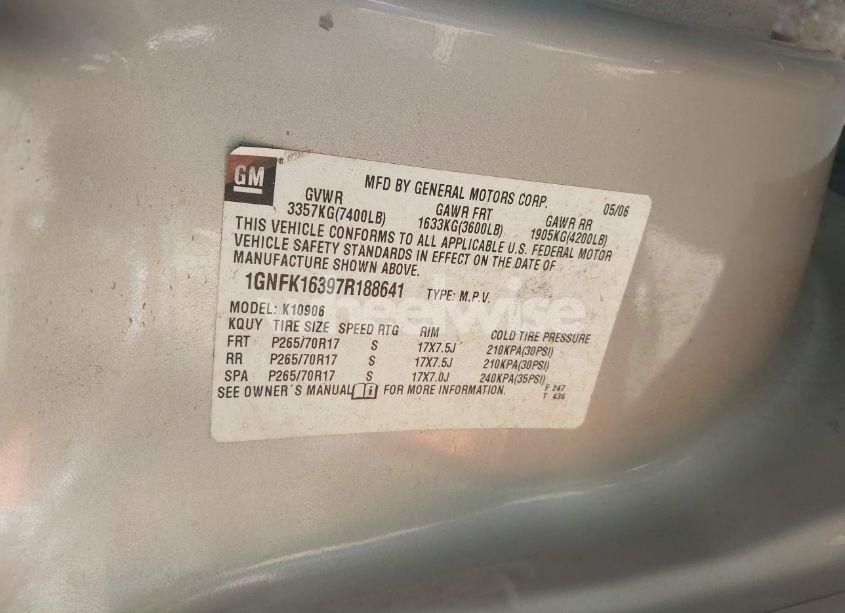 GM
®
MFD BY GENERAL MOTORS CORP. 05/06
GVWR GAWR FRT GAWR RR
3357KG(7400LB) 1633KG(3600LB) 1905KG(4200LB)
THIS VEHICLE CONFORMS TO ALL APPLICABLE U.S. FEDERAL MOTOR
VEHICLE SAFETY STANDARDS IN EFFECT ON THE DATE OF
MANUFACTURE SHOWN ABOVE.
1GNFK16397R188641 TYPE: M.P.V.
MODEL: K10906
KQUY TIRE SIZE SPEED RTG RIM COLD TIRE PRESSURE
FRT P265/70R17 S 17X7.5J 210KPA(30PSI)
RR P265/70R17 S 17X7.5J 210KPA(30PSI)
SPA P265/70R17 S 17X7.0J 240KPA(35PSI)
SEE OWNER'S MANUAL FOR MORE INFORMATION.
F 247
T 436